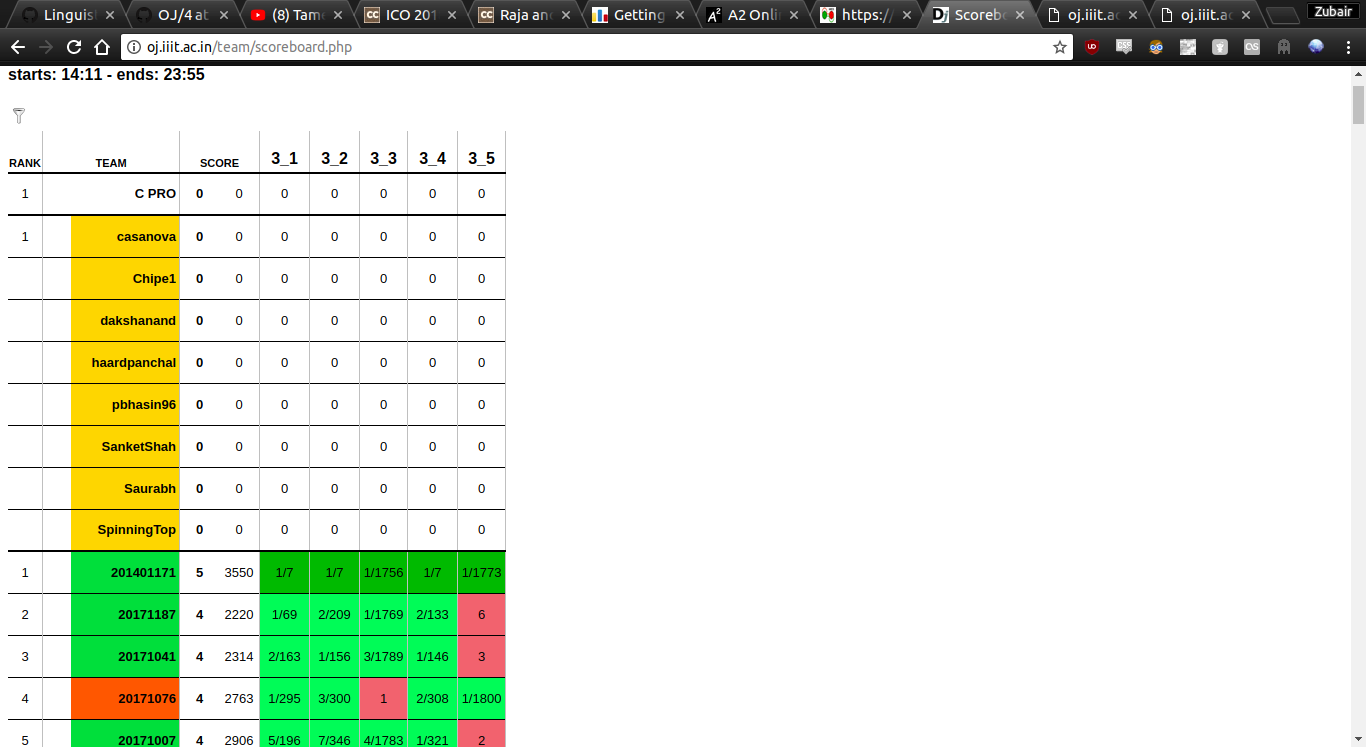 Linguis OJ/4 at (8) Tame ICO 201 Raja an Getting A2 Onli https:// Scoreb oj.iiit.ac oj.iiit.ac Zubair
oj.iiit.ac.in/team/scoreboard.php
starts: 14:11 - ends: 23:55
RANK TEAM SCORE 3_1 3_2 3_3 3_4 3_5
1 C PRO 0 0 0 0 0 0 0
1 casanova 0 0 0 0 0 0 0
Chipe1 0 0 0 0 0 0 0
dakshanand 0 0 0 0 0 0 0
haardpanchal 0 0 0 0 0 0 0
pbhasin96 0 0 0 0 0 0 0
SanketShah 0 0 0 0 0 0 0
Saurabh 0 0 0 0 0 0 0
SpinningTop 0 0 0 0 0 0 0
1 201401171 5 3550 1/7 1/7 1/1756 1/7 1/1773
2 20171187 4 2220 1/69 2/209 1/1769 2/133 6
3 20171041 4 2314 2/163 1/156 3/1789 1/146 3
4 20171076 4 2763 1/295 3/300 1 2/308 1/1800
5 20171007 4 2906 5/196 7/346 4/1783 1/321 2